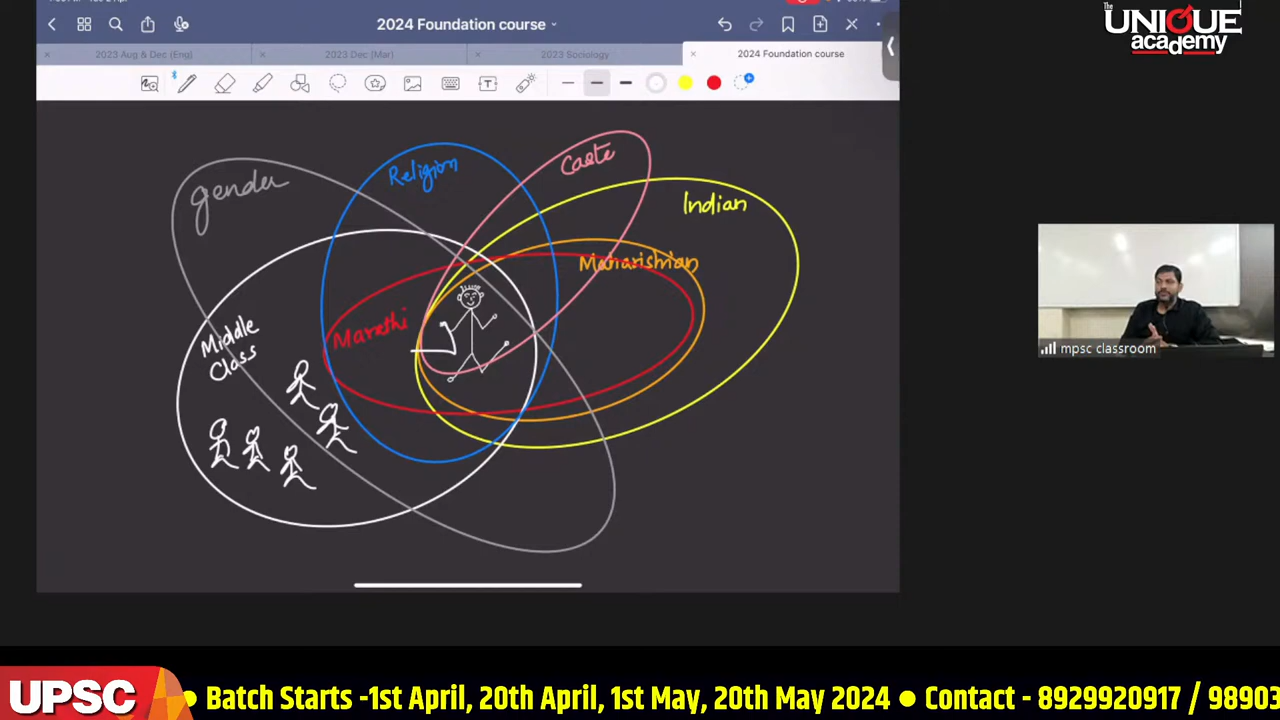 2024 Foundation course
2023 Aug & Dec (Eng)
2023 Dec (Mar)
2023 Sociology
2024 Foundation course
The
UNIQUE
academy
T
gender
Religion
Caste
Indian
Maharishian
Marathi
Middle
Class
mpsc classroom
UPSC
● Batch Starts -1st April, 20th April, 1st May, 20th May 2024 ● Contact - 8929920917 / 98903